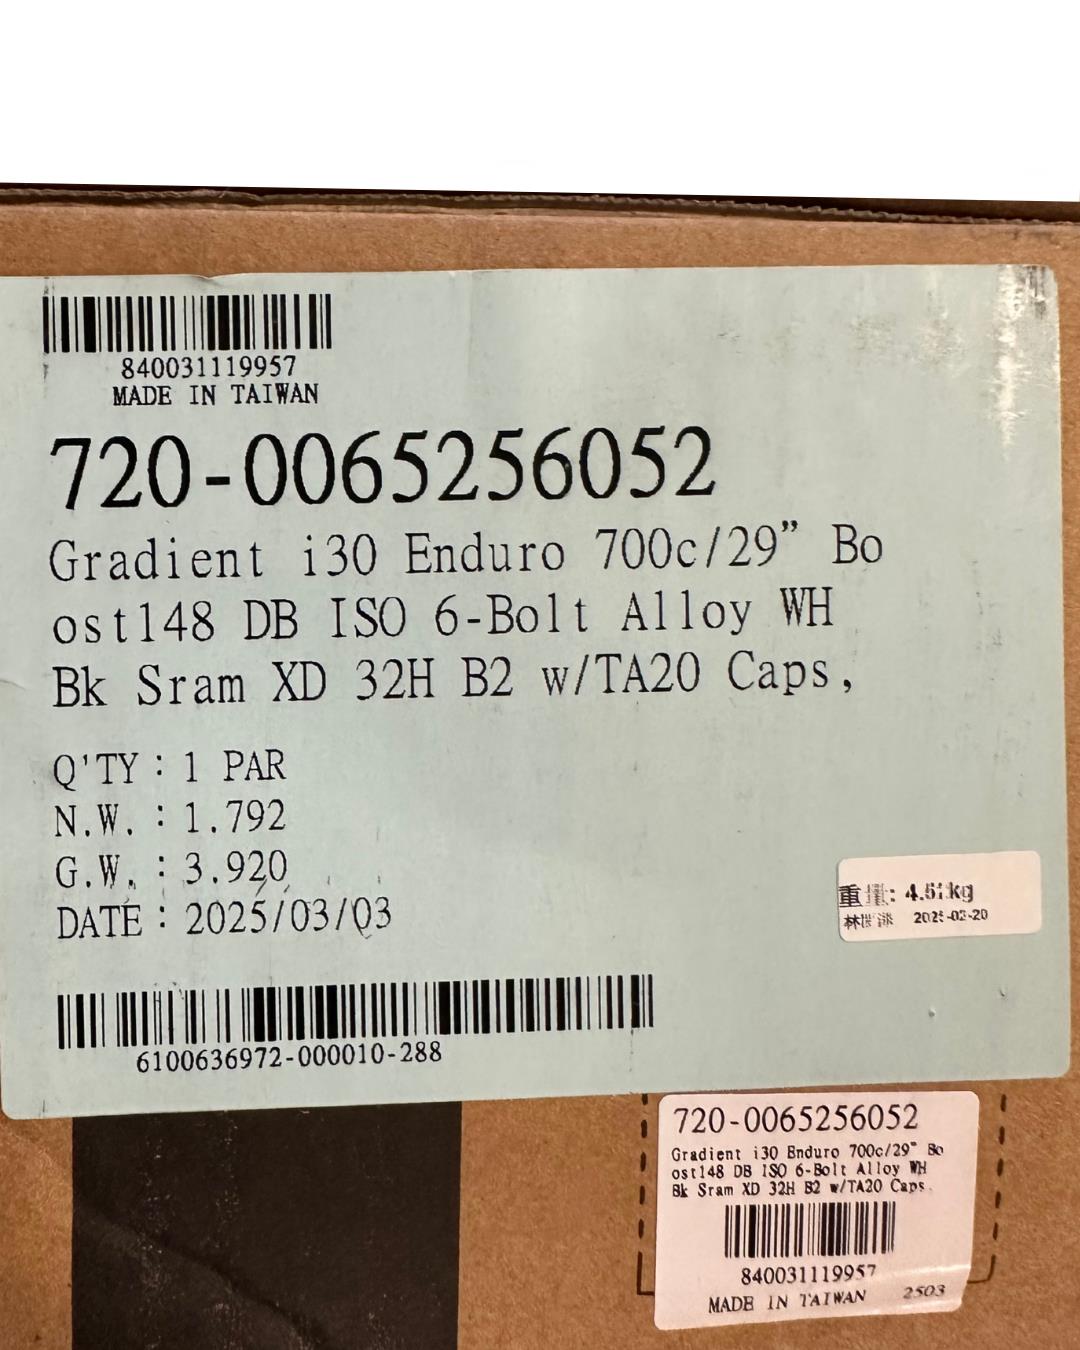 840031119957
MADE IN TAIWAN
720-0065256052
Gradient i30 Enduro 700c/29” Bo
ost148 DB ISO 6-Bolt Alloy WH
Bk Sram XD 32H B2 w/TA20 Caps,
Q'TY：1 PAR
N.W.：1.792
G.W.：3.920
DATE：2025/03/03
重量:
6100636972-000010-288
720-0065256052
Gradient i30 Enduro 700c/29" Bo
ost148 DB ISO 6-Bolt Alloy WH
Bk Sram XD 32H B2 w/TA20 Caps
840031119957
MADE IN TAIWAN
2503